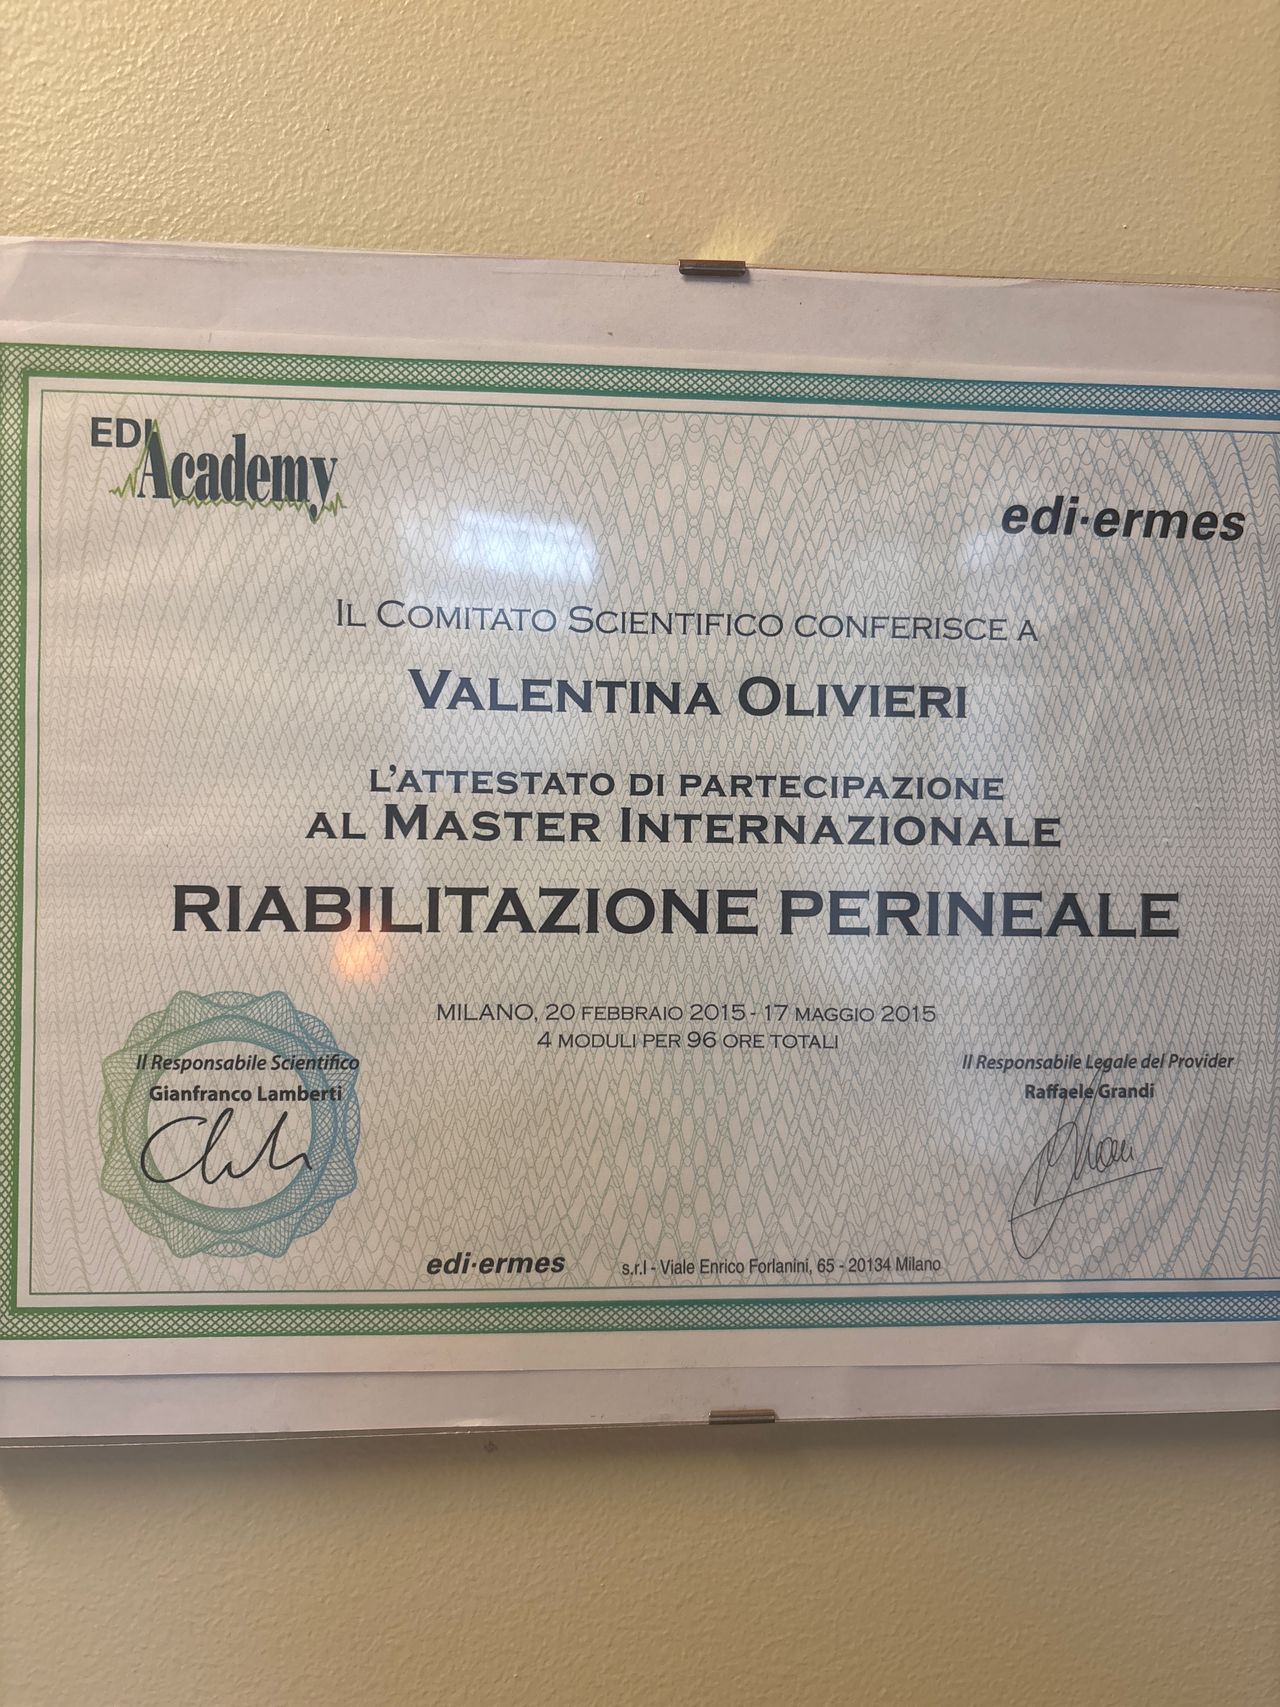 EDI
Academy
edi·ermes
IL COMITATO SCIENTIFICO CONFERISCE A
VALENTINA OLIVIERI
L'ATTESTATO DI PARTECIPAZIONE
AL MASTER INTERNAZIONALE
RIABILITAZIONE PERINEALE
MILANO, 20 FEBBRAIO 2015 - 17 MAGGIO 2015
4 MODULI PER 96 ORE TOTALI
Il Responsabile Scientifico
Gianfranco Lamberti
Il Responsabile Legale del Provider
Raffaele Grandi
edi·ermes s.r.l - Viale Enrico Forlanini, 65 - 20134 Milano